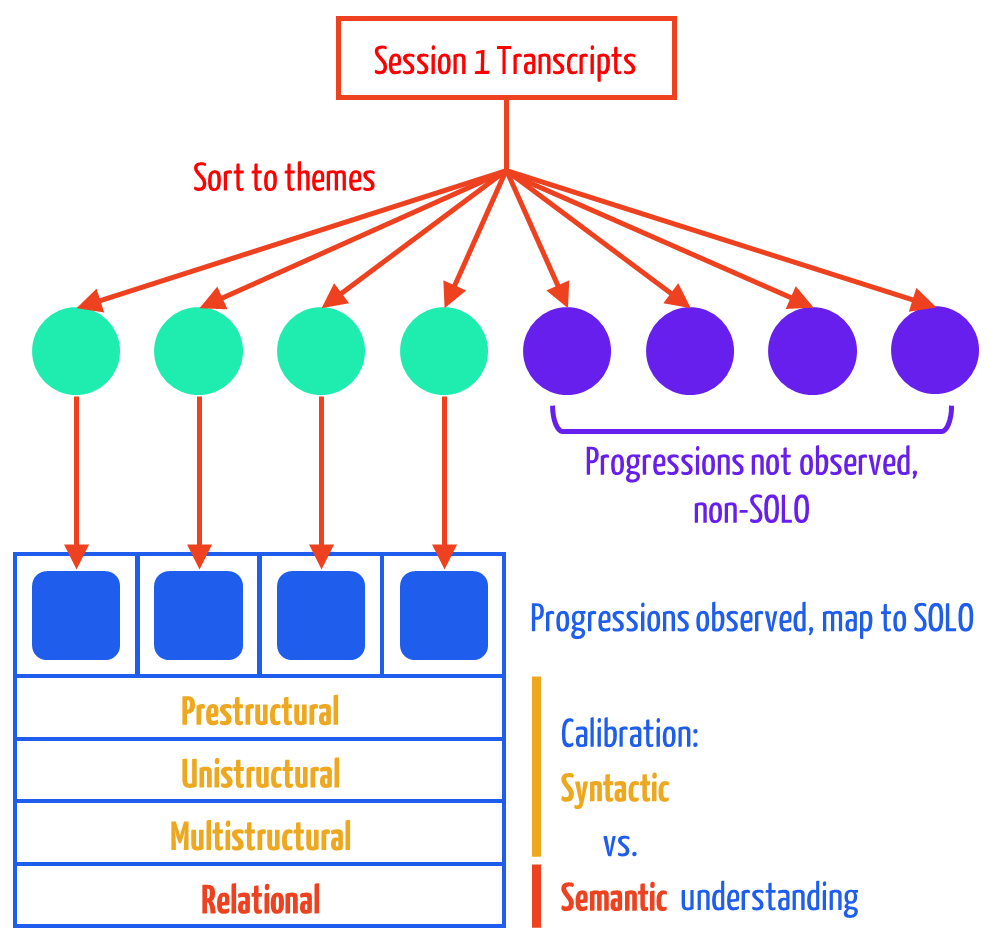 Session 1 Transcripts
Sort to themes
Progressions not observed,
non-SOLO
Progressions observed, map to SOLO
Prestructural
Unistructural
Multistructural
Relational
Calibration:
Syntactic
vs.
Semantic understanding